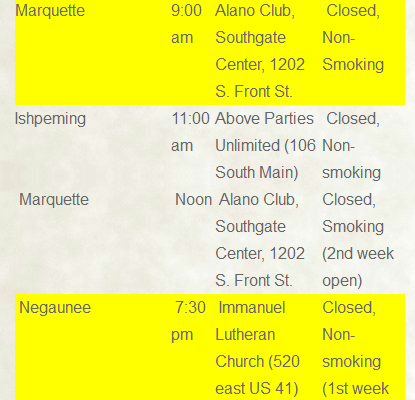 Marquette 9:00 Alano Club, Closed,
am Southgate Non-
Center, 1202 Smoking
S. Front St.
Ishpeming 11:00 Above Parties Closed,
am Unlimited (106 Non-
South Main) smoking
Marquette Noon Alano Club, Closed,
Southgate Smoking
Center, 1202 (2nd week
S. Front St. open)
Negaunee 7:30 Immanuel Closed,
pm Lutheran Non-
Church (520 smoking
east US 41) (1st week